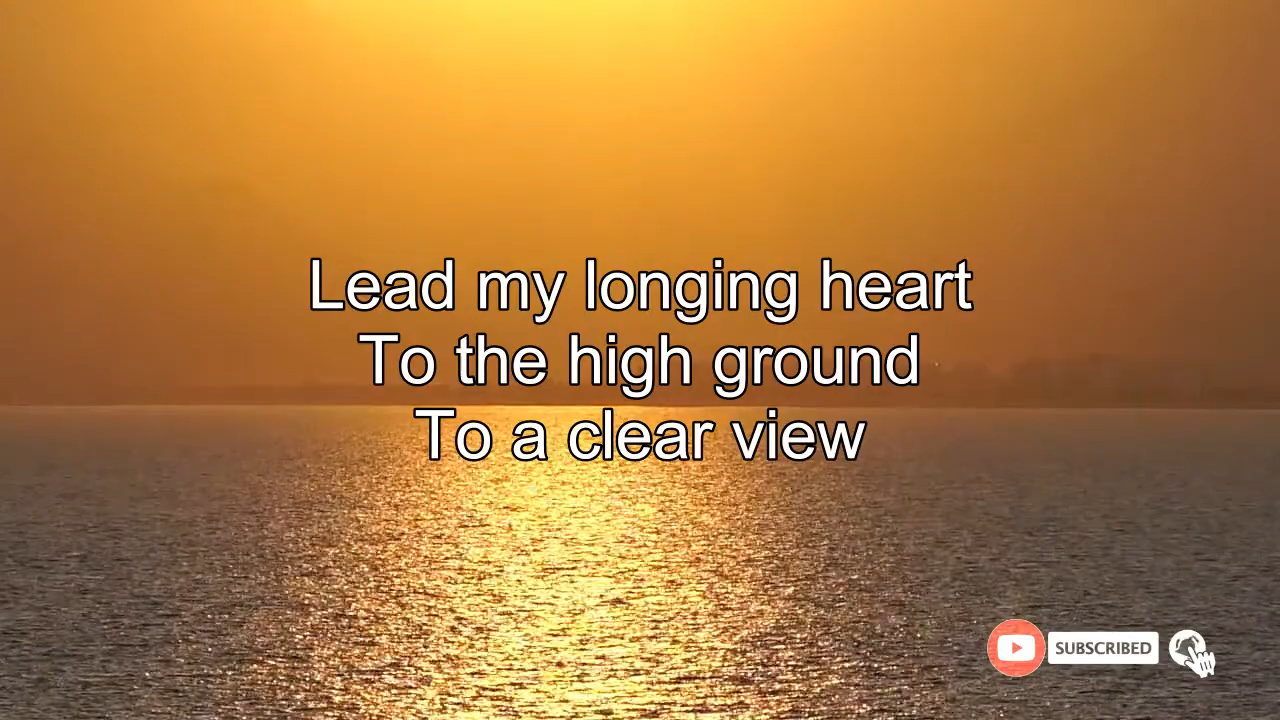 Lead my longing heart
To the high ground
To a clear view
SUBSCRIBED